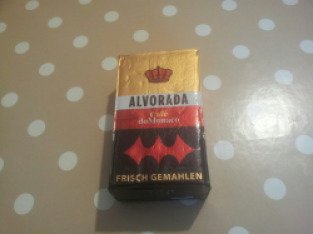 ALVORADA
Café
do Monaco
FRISCH GEMAHLEN